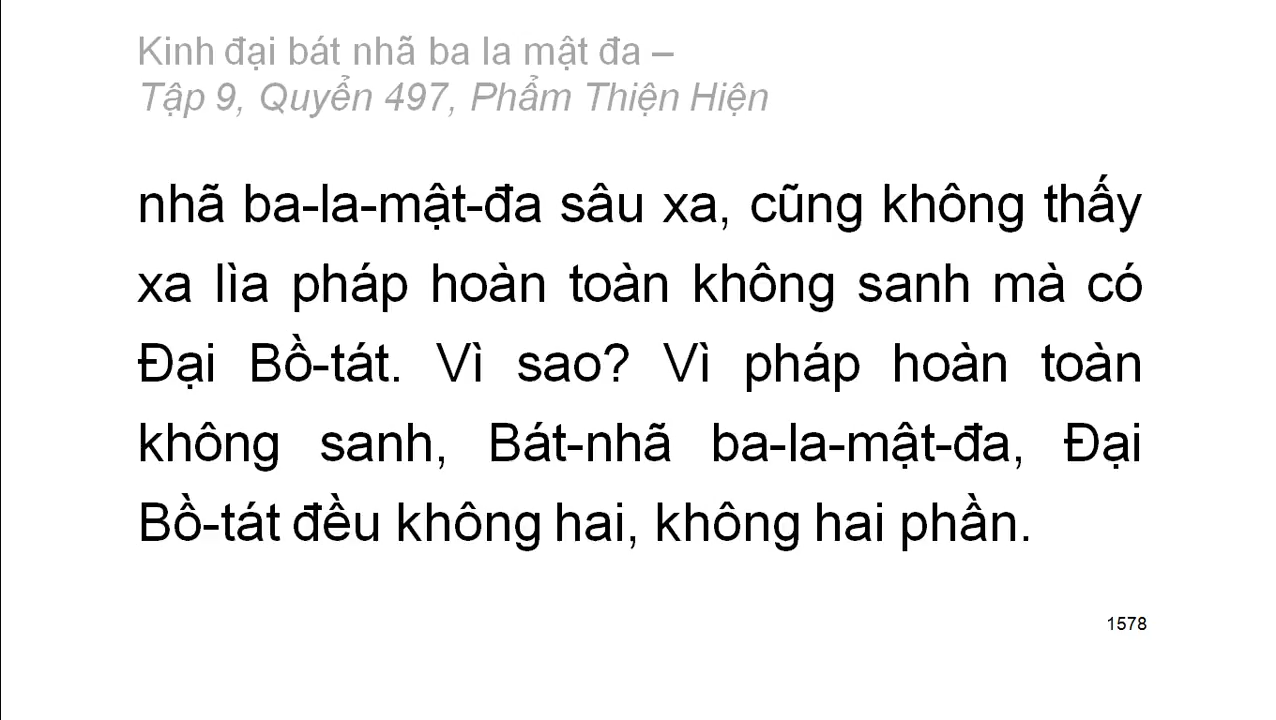 Kinh đại bát nhã ba la mật đa –
Tập 9, Quyển 497, Phẩm Thiện Hiện
nhã ba-la-mật-đa sâu xa, cũng không thấy
xa lìa pháp hoàn toàn không sanh mà có
Đại Bồ-tát. Vì sao? Vì pháp hoàn toàn
không sanh, Bát-nhã ba-la-mật-đa, Đại
Bồ-tát đều không hai, không hai phần.
1578